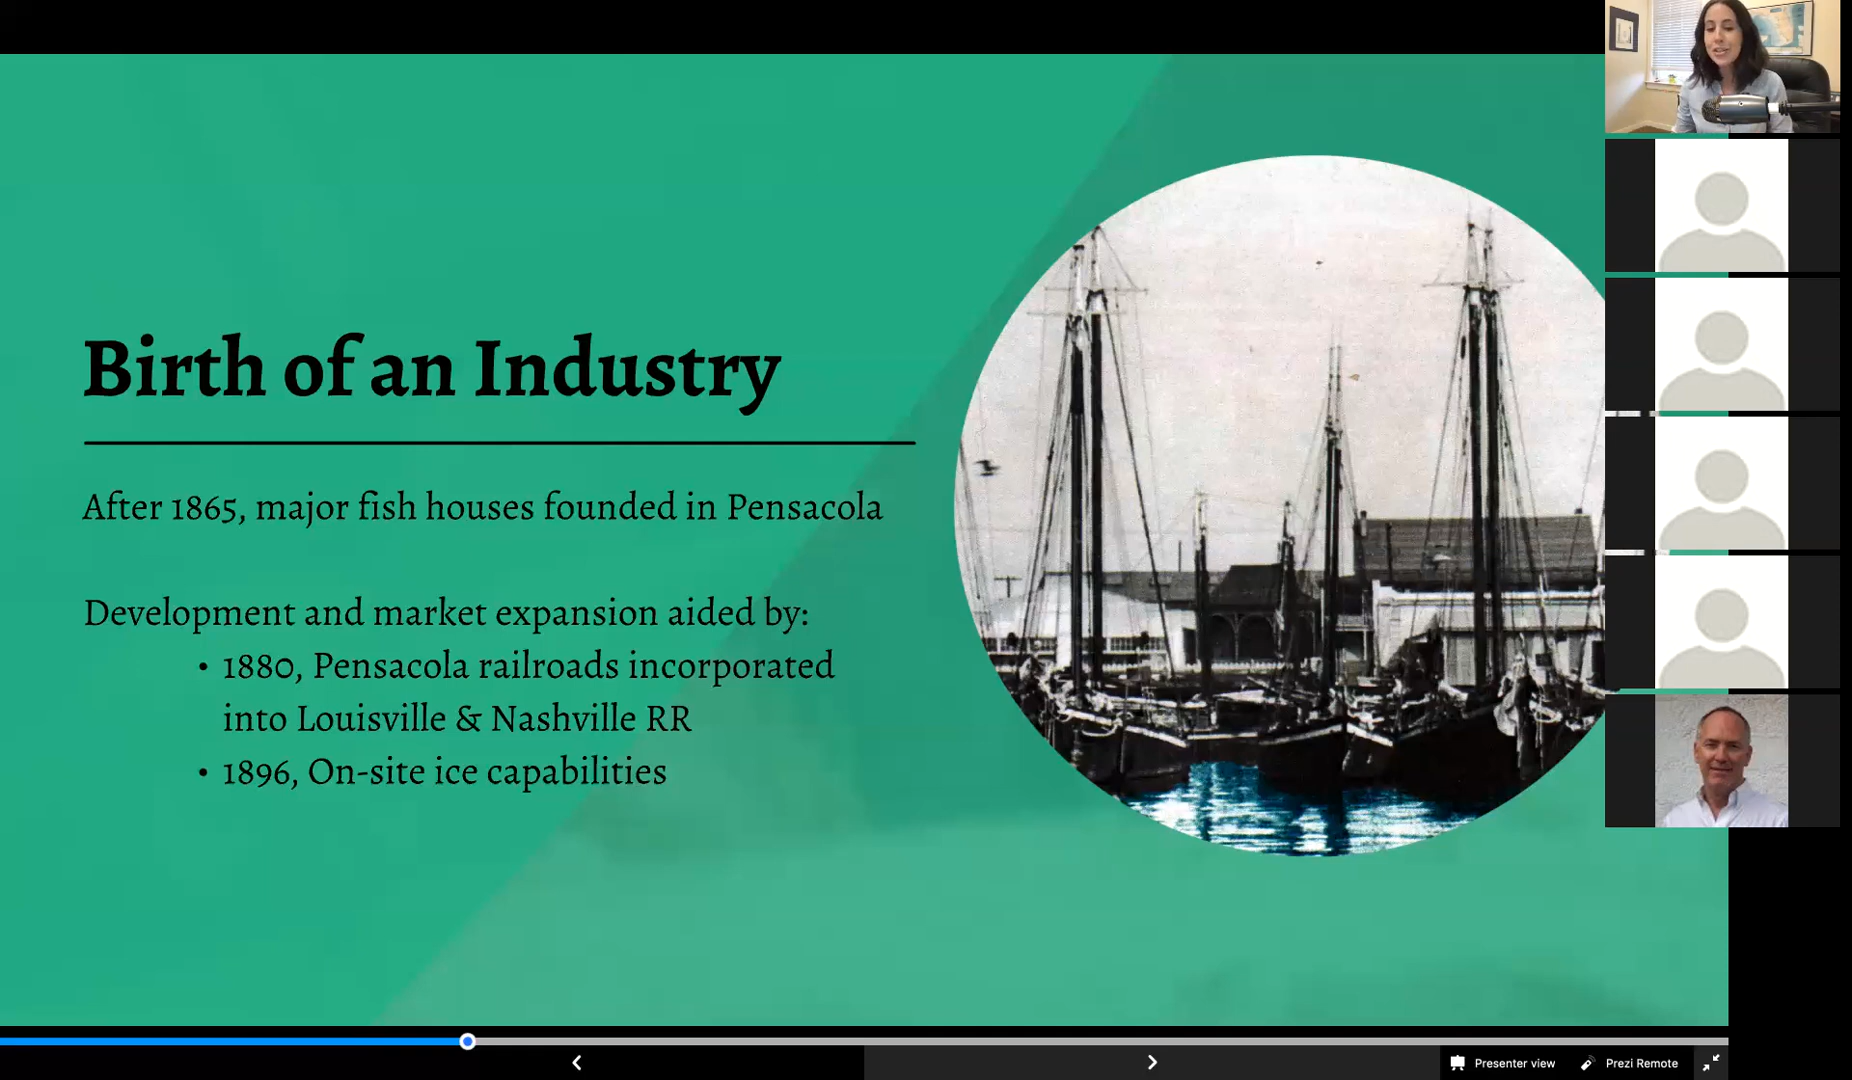 Birth of an Industry
After 1865, major fish houses founded in Pensacola
Development and market expansion aided by:
• 1880, Pensacola railroads incorporated
into Louisville & Nashville RR
• 1896, On-site ice capabilities
Presenter view
Prezi Remote